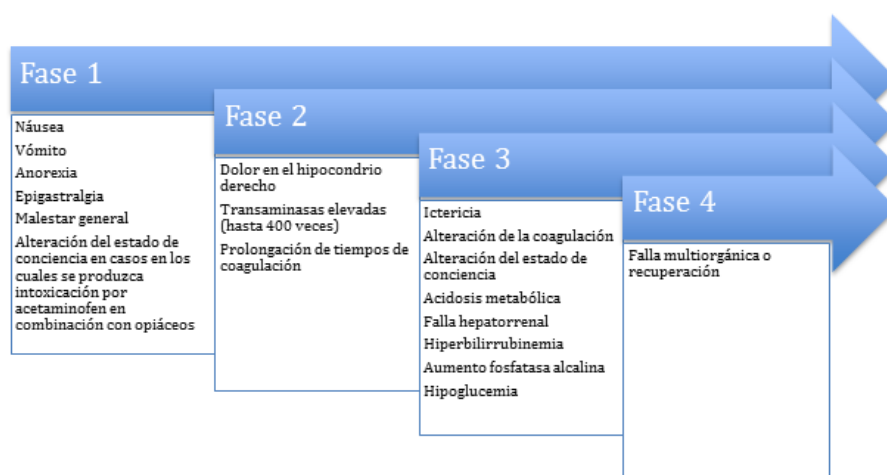 Fase 1
Náusea
Vómito
Anorexia
Epigastralgia
Malestar general
Alteración del estado de
conciencia en casos en los
cuales se produzca
intoxicación por
acetaminofen en
combinación con opiáceos
Fase 2
Dolor en el hipocondrio
derecho
Transaminasas elevadas
(hasta 400 veces)
Prolongación de tiempos de
coagulación
Fase 3
Ictericia
Alteración de la coagulación
Alteración del estado de
conciencia
Acidosis metabólica
Falla hepatorrenal
Hiperbilirrubinemia
Aumento fosfatasa alcalina
Hipoglucemia
Fase 4
Falla multiorgánica o
recuperación